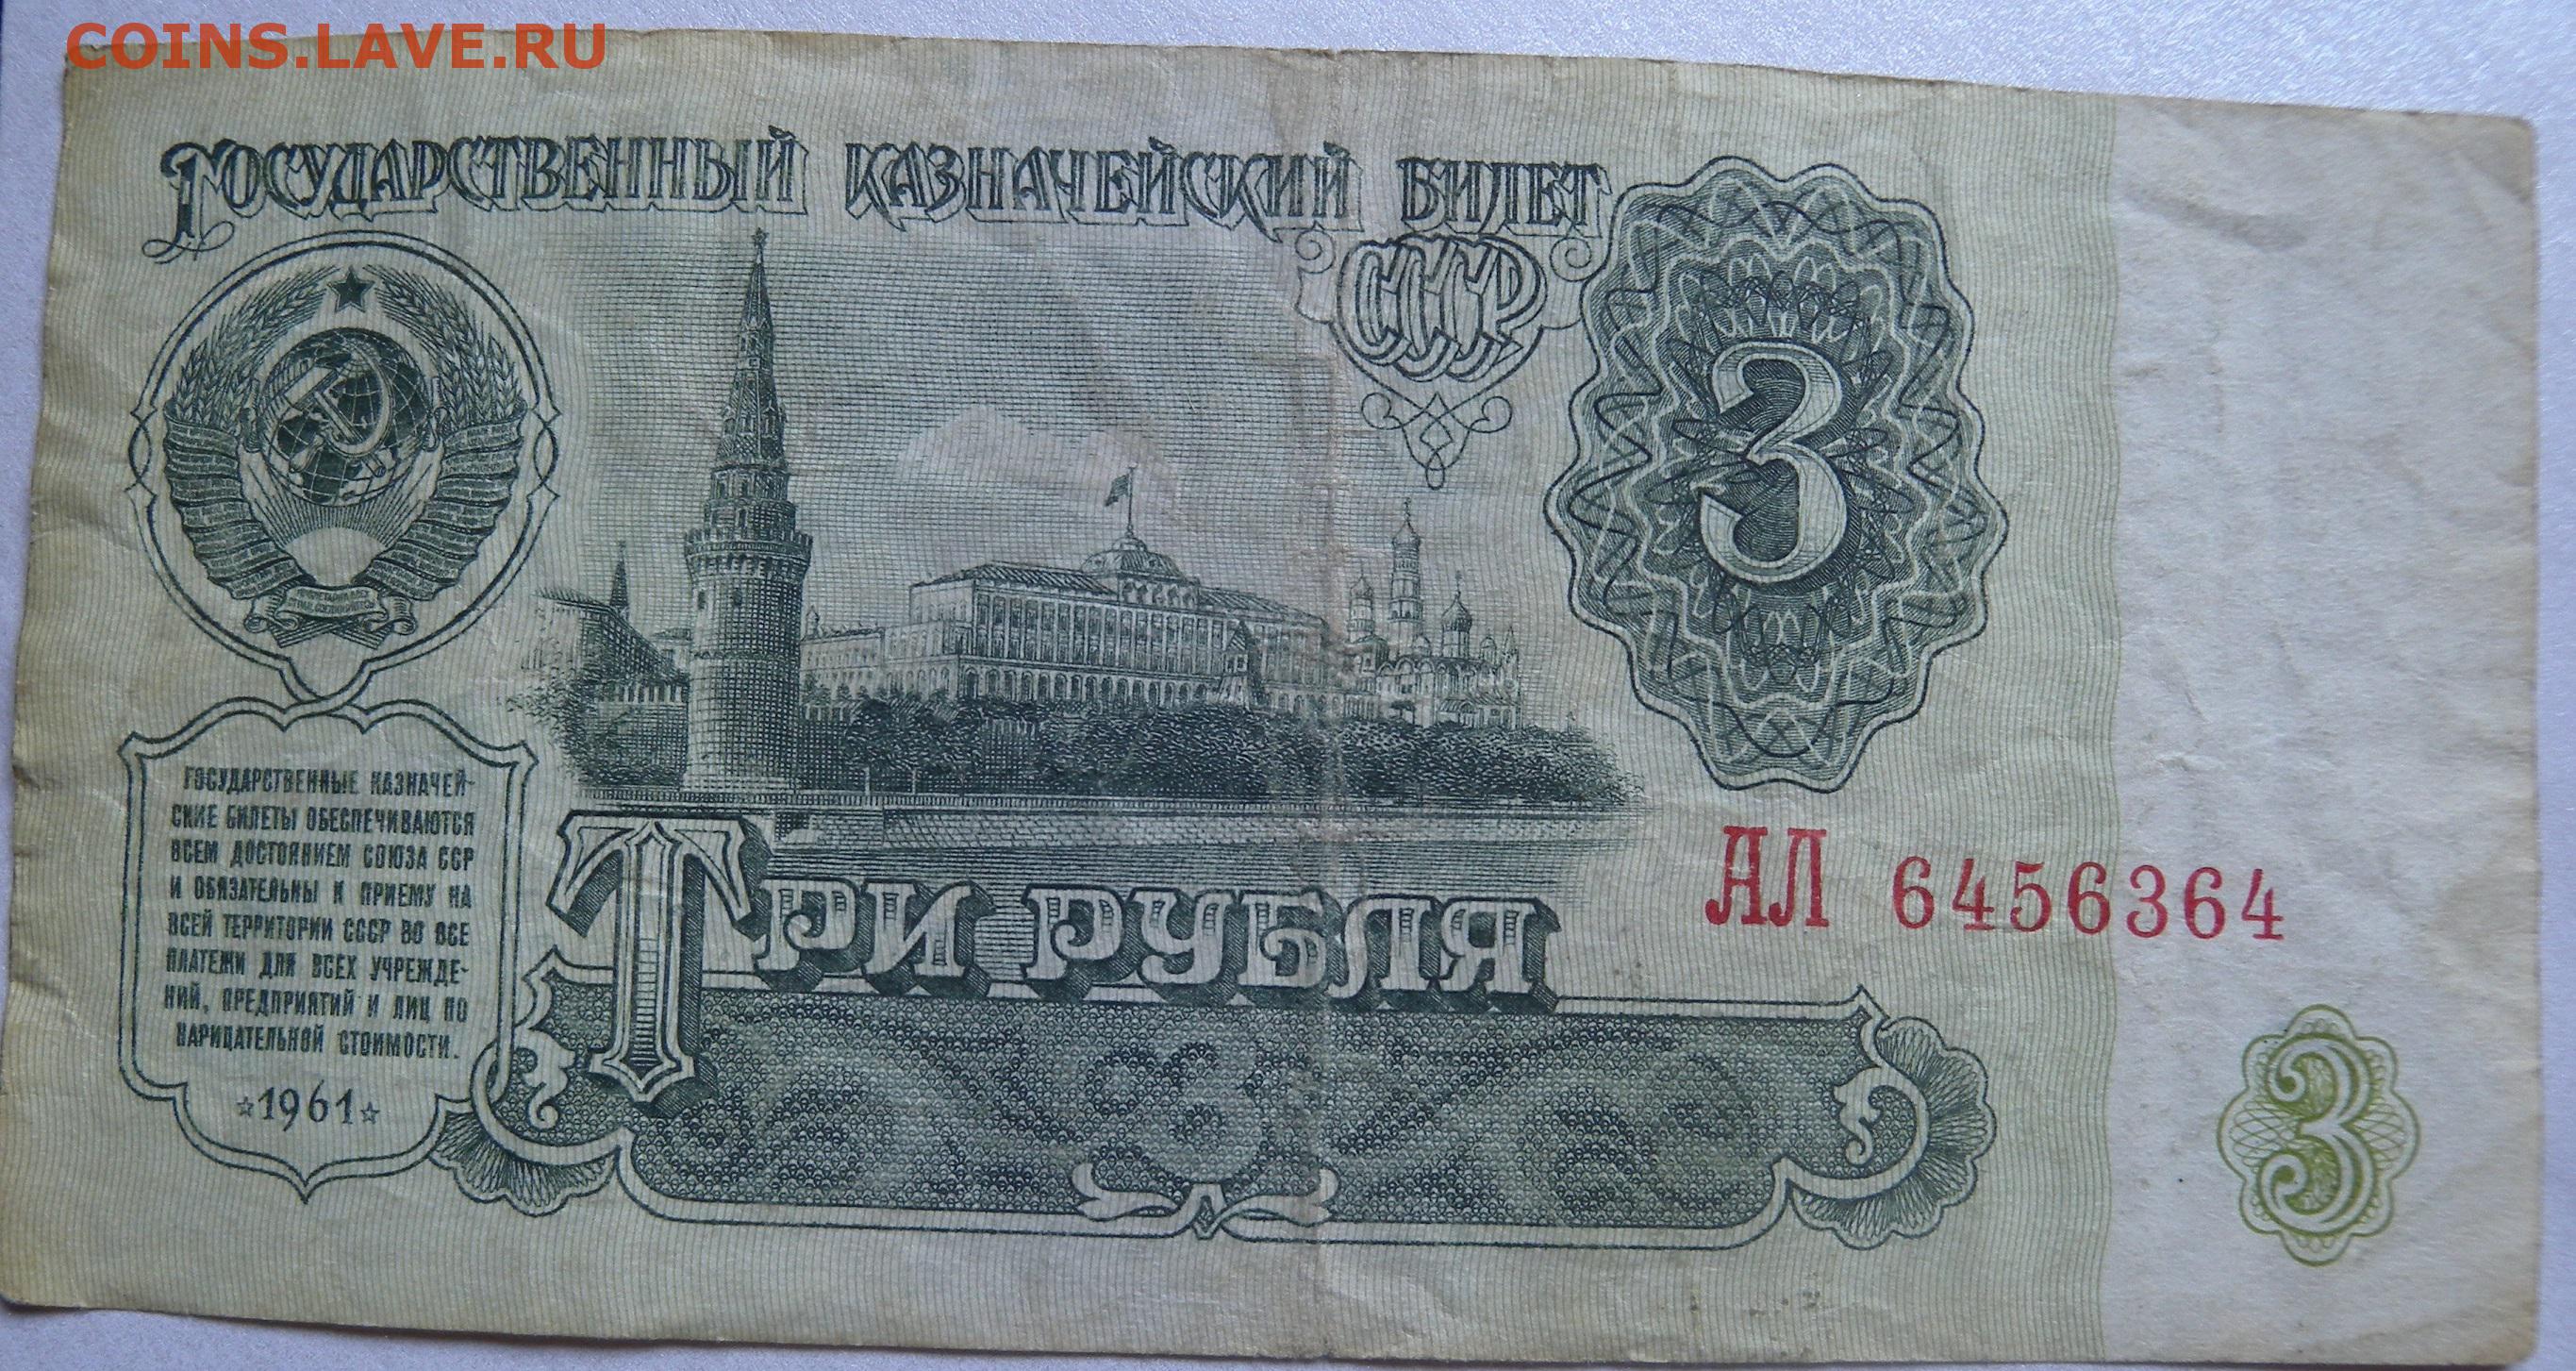 COINS.LAVE.RU
ГОСУДАРСТВЕННЫЙ КАЗНАЧЕЙСКИЙ БИЛЕТ
СССР
3
ГОСУДАРСТВЕННЫЕ КАЗНАЧЕЙ-
СКИЕ БИЛЕТЫ ОБЕСПЕЧИВАЮТСЯ
ВСЕМ ДОСТОЯНИЕМ СОЮЗА ССР
И ОБЯЗАТЕЛЬНЫ К ПРИЕМУ НА
ВСЕЙ ТЕРРИТОРИИ СССР ВО ВСЕ
ПЛАТЕЖИ ДЛЯ ВСЕХ УЧРЕЖДЕ-
НИЙ, ПРЕДПРИЯТИЙ И ЛИЦ ПО
НАРИЦАТЕЛЬНОЙ СТОИМОСТИ.
☆1961☆
ТРИ РУБЛЯ
АЛ 6456364
3
3